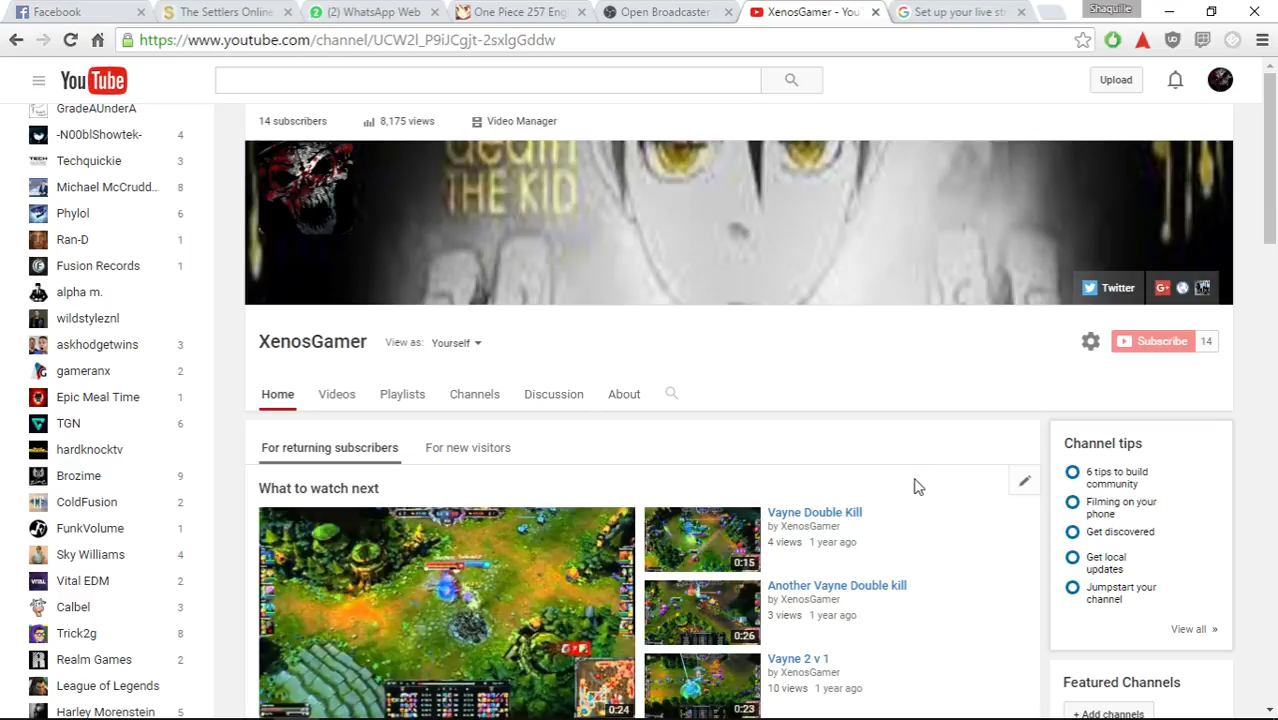 Facebook
The Settlers Online
(2) WhatsApp Web
One Piece 257 Eng
Open Broadcaster
XenosGamer - You
Set up your live st
Shaquille
https://www.youtube.com/channel/UCW2l_P9iJCgjt-2sxlgGddw
YouTube
Upload
GradeAUnderA
-N00blShowtek- 4
Techquickie 3
Michael McCrudd... 8
Phylol 6
Ran-D 1
Fusion Records 1
alpha m.
wildstyleznl
askhodgetwins 3
gameranx 2
Epic Meal Time 1
TGN 6
hardknocktv
Brozime 9
ColdFusion 2
FunkVolume 1
Sky Williams 4
Vital EDM 2
Calbel 3
Trick2g 8
Realm Games 2
League of Legends
Harley Morenstein 5
14 subscribers
8,175 views
Video Manager
THE KID
Twitter
XenosGamer
View as: Yourself
Subscribe 14
Home
Videos
Playlists
Channels
Discussion
About
For returning subscribers
For new visitors
What to watch next
0:24
Vayne Double Kill
by XenosGamer
4 views 1 year ago
0:15
Another Vayne Double kill
by XenosGamer
3 views 1 year ago
0:26
Vayne 2 v 1
by XenosGamer
10 views 1 year ago
0:23
Channel tips
6 tips to build
community
Filming on your
phone
Get discovered
Get local
updates
Jumpstart your
channel
View all »
Featured Channels
+ Add channels